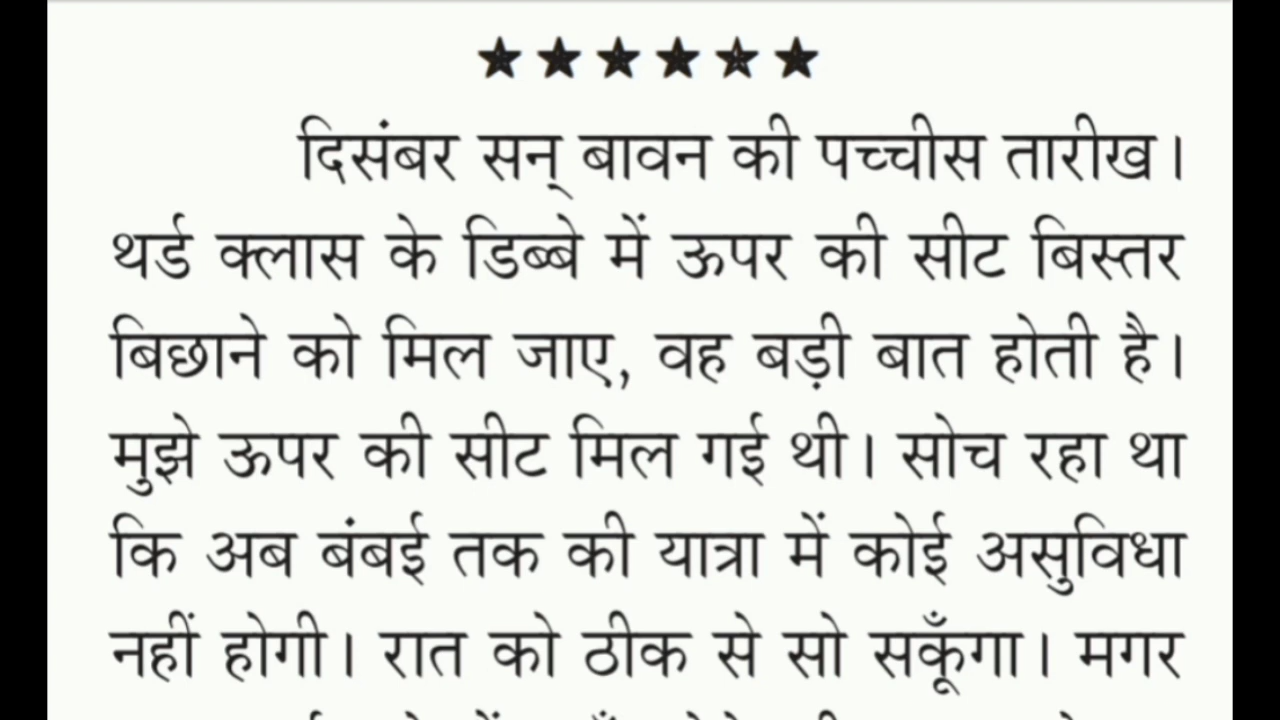 ★★★★★★
दिसंबर सन् बावन की पच्चीस तारीख।
थर्ड क्लास के डिब्बे में ऊपर की सीट बिस्तर
बिछाने को मिल जाए, वह बड़ी बात होती है।
मुझे ऊपर की सीट मिल गई थी। सोच रहा था
कि अब बंबई तक की यात्रा में कोई असुविधा
नहीं होगी। रात को ठीक से सो सकूँगा। मगर